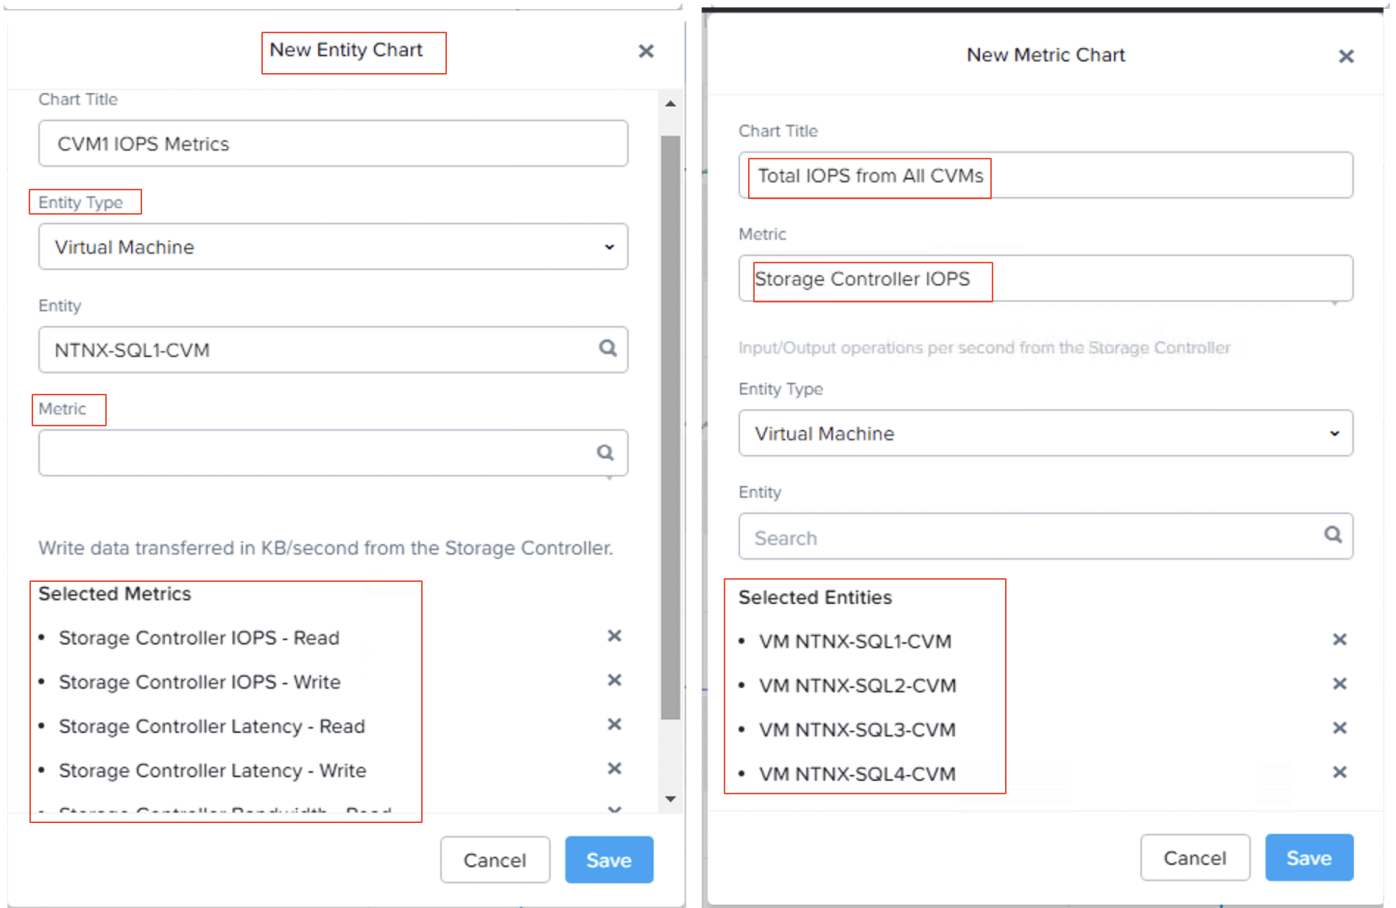 New Entity Chart
Chart Title
CVM1 IOPS Metrics
Entity Type
Virtual Machine
Entity
NTNX-SQL1-CVM
Metric
Write data transferred in KB/second from the Storage Controller.
Selected Metrics
• Storage Controller IOPS - Read
• Storage Controller IOPS - Write
• Storage Controller Latency - Read
• Storage Controller Latency - Write
• Storage Controller Bandwidth - Read
Cancel
Save
New Metric Chart
Chart Title
Total IOPS from All CVMs
Metric
Storage Controller IOPS
Input/Output operations per second from the Storage Controller
Entity Type
Virtual Machine
Entity
Search
Selected Entities
• VM NTNX-SQL1-CVM
• VM NTNX-SQL2-CVM
• VM NTNX-SQL3-CVM
• VM NTNX-SQL4-CVM
Cancel
Save